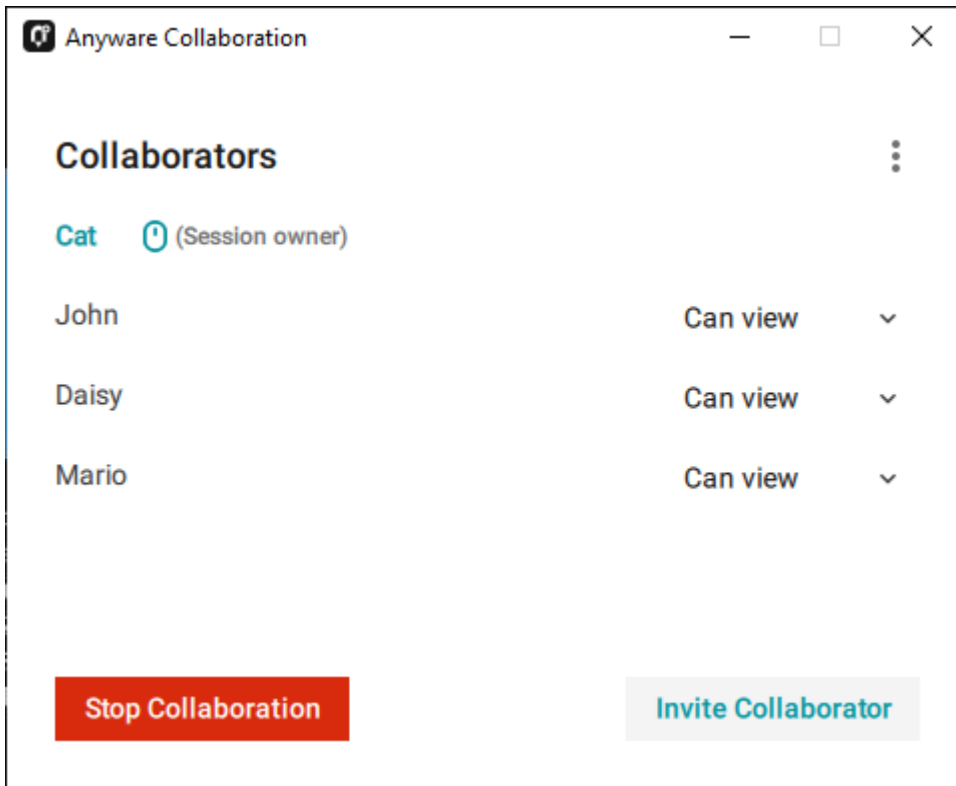 Anyware Collaboration
Collaborators
Cat (Session owner)
John Can view
Daisy Can view
Mario Can view
Stop Collaboration Invite Collaborator